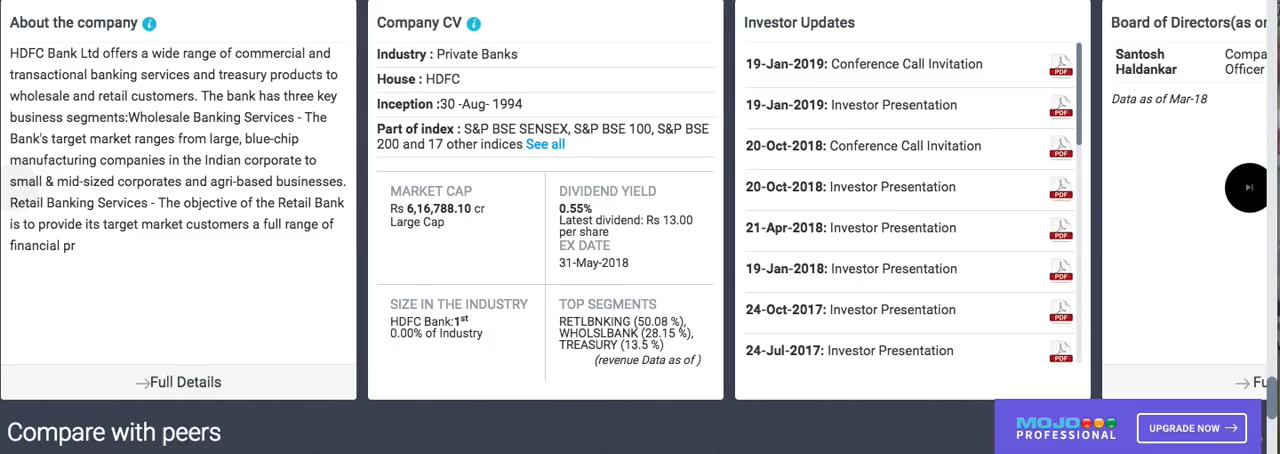 About the company
HDFC Bank Ltd offers a wide range of commercial and
transactional banking services and treasury products to
wholesale and retail customers. The bank has three key
business segments:Wholesale Banking Services - The
Bank's target market ranges from large, blue-chip
manufacturing companies in the Indian corporate to
small & mid-sized corporates and agri-based businesses.
Retail Banking Services - The objective of the Retail Bank
is to provide its target market customers a full range of
financial pr
Full Details
Company CV
Industry : Private Banks
House : HDFC
Inception :30 -Aug- 1994
Part of index : S&P BSE SENSEX, S&P BSE 100, S&P BSE
200 and 17 other indices See all
MARKET CAP
Rs 6,16,788.10 cr
Large Cap
DIVIDEND YIELD
0.55%
Latest dividend: Rs 13.00
per share
EX DATE
31-May-2018
SIZE IN THE INDUSTRY
HDFC Bank:1st
0.00% of Industry
TOP SEGMENTS
RETLBNKING (50.08 %),
WHOLSLBANK (28.15 %),
TREASURY (13.5 %)
(revenue Data as of )
Investor Updates
19-Jan-2019: Conference Call Invitation
PDF
19-Jan-2019: Investor Presentation
PDF
20-Oct-2018: Conference Call Invitation
PDF
20-Oct-2018: Investor Presentation
PDF
21-Apr-2018: Investor Presentation
PDF
19-Jan-2018: Investor Presentation
PDF
24-Oct-2017: Investor Presentation
PDF
24-Jul-2017: Investor Presentation
PDF
Board of Directors(as o
Santosh Compa
Haldankar Officer
Data as of Mar-18
Fu
Compare with peers
MOJO
PROFESSIONAL
UPGRADE NOW